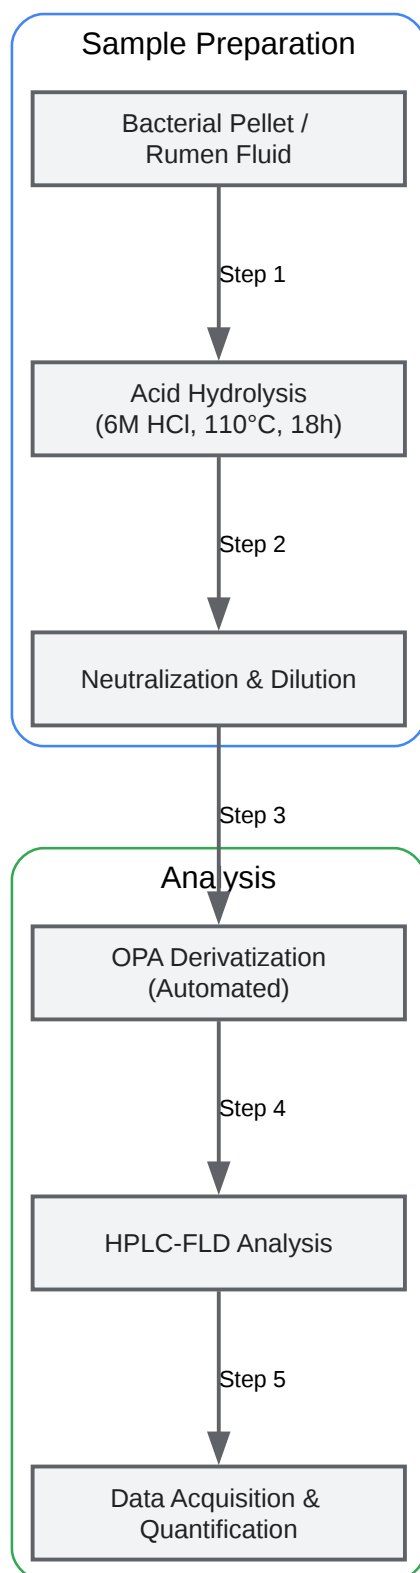 Sample Preparation
Bacterial Pellet /
Rumen Fluid
Step 1
Acid Hydrolysis
(6M HCl, 110°C, 18h)
Step 2
Neutralization & Dilution
Step 3
Analysis
OPA Derivatization
(Automated)
Step 4
HPLC-FLD Analysis
Step 5
Data Acquisition &
Quantification